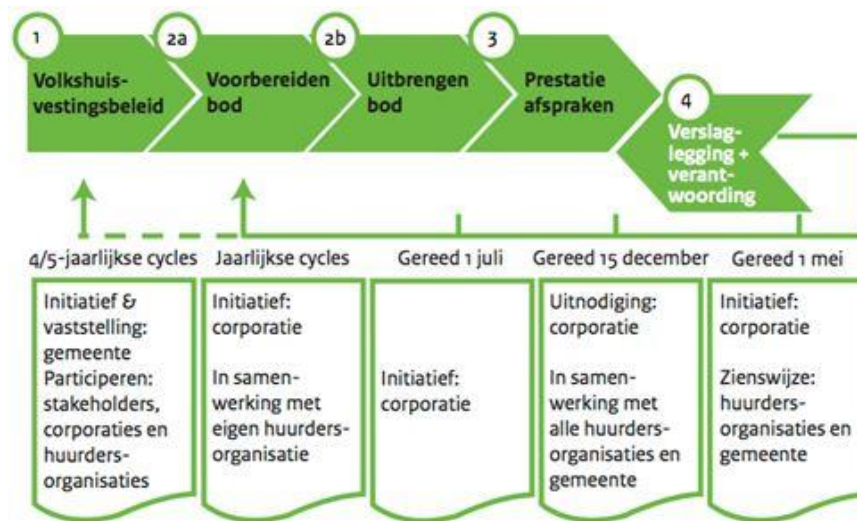 1
Volkshuis-
vestingsbeleid
2a
Voorbereiden
bod
2b
Uitbrengen
bod
3
Prestatie
afspraken
4
Verslag-
legging +
verant-
woording
4/5-jaarlijkse cycles
Initiatief &
vaststelling:
gemeente
Participeren:
stakeholders,
corporaties en
huurders-
organisaties
Jaarlijkse cycles
Initiatief:
corporatie
In samen-
werking met
eigen huurders-
organisatie
Gereed 1 juli
Initiatief:
corporatie
Gereed 15 december
Uitnodiging:
corporatie
In samen-
werking met
alle huurders-
organisaties en
gemeente
Gereed 1 mei
Initiatief:
corporatie
Zienswijze:
huurders-
organisaties en
gemeente